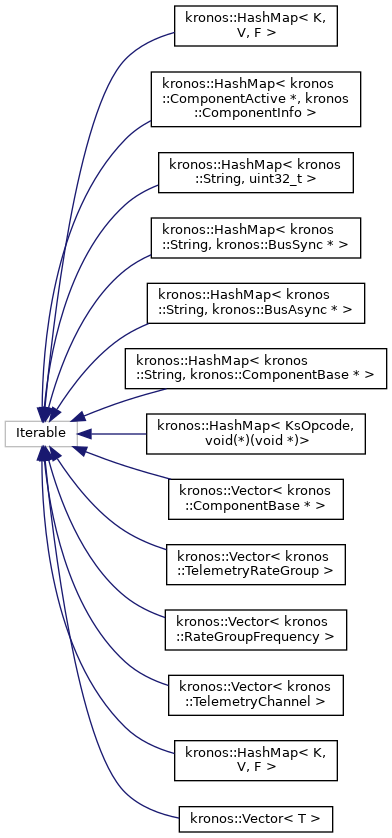 kronos::HashMap< K,
V, F >
kronos::HashMap< kronos
::ComponentActive *, kronos
::ComponentInfo >
kronos::HashMap< kronos
::String, uint32_t >
kronos::HashMap< kronos
::String, kronos::BusSync * >
kronos::HashMap< kronos
::String, kronos::BusAsync * >
kronos::HashMap< kronos
::String, kronos::ComponentBase * >
Iterable
kronos::HashMap< KsOpcode,
void(*)(void *)>
kronos::Vector< kronos
::ComponentBase * >
kronos::Vector< kronos
::TelemetryRateGroup >
kronos::Vector< kronos
::RateGroupFrequency >
kronos::Vector< kronos
::TelemetryChannel >
kronos::HashMap< K,
V, F >
kronos::Vector< T >